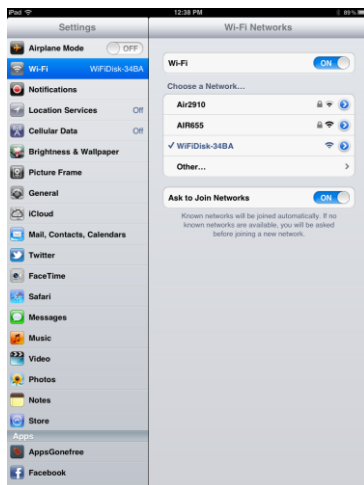 iPad 12:38 PM 89%
Settings
Airplane Mode OFF
Wi-Fi WiFiDisk-34BA
Notifications
Location Services Off
Cellular Data Off
Brightness & Wallpaper
Picture Frame
General
iCloud
Mail, Contacts, Calendars
Twitter
FaceTime
Safari
Messages
Music
Video
Photos
Notes
Store
Apps
AppsGonefree
Facebook
Wi-Fi Networks
Wi-Fi ON
Choose a Network...
Air2910
AIR655
WiFiDisk-34BA
Other...
Ask to Join Networks ON
Known networks will be joined automatically. If no
known networks are available, you will be asked
before joining a new network.